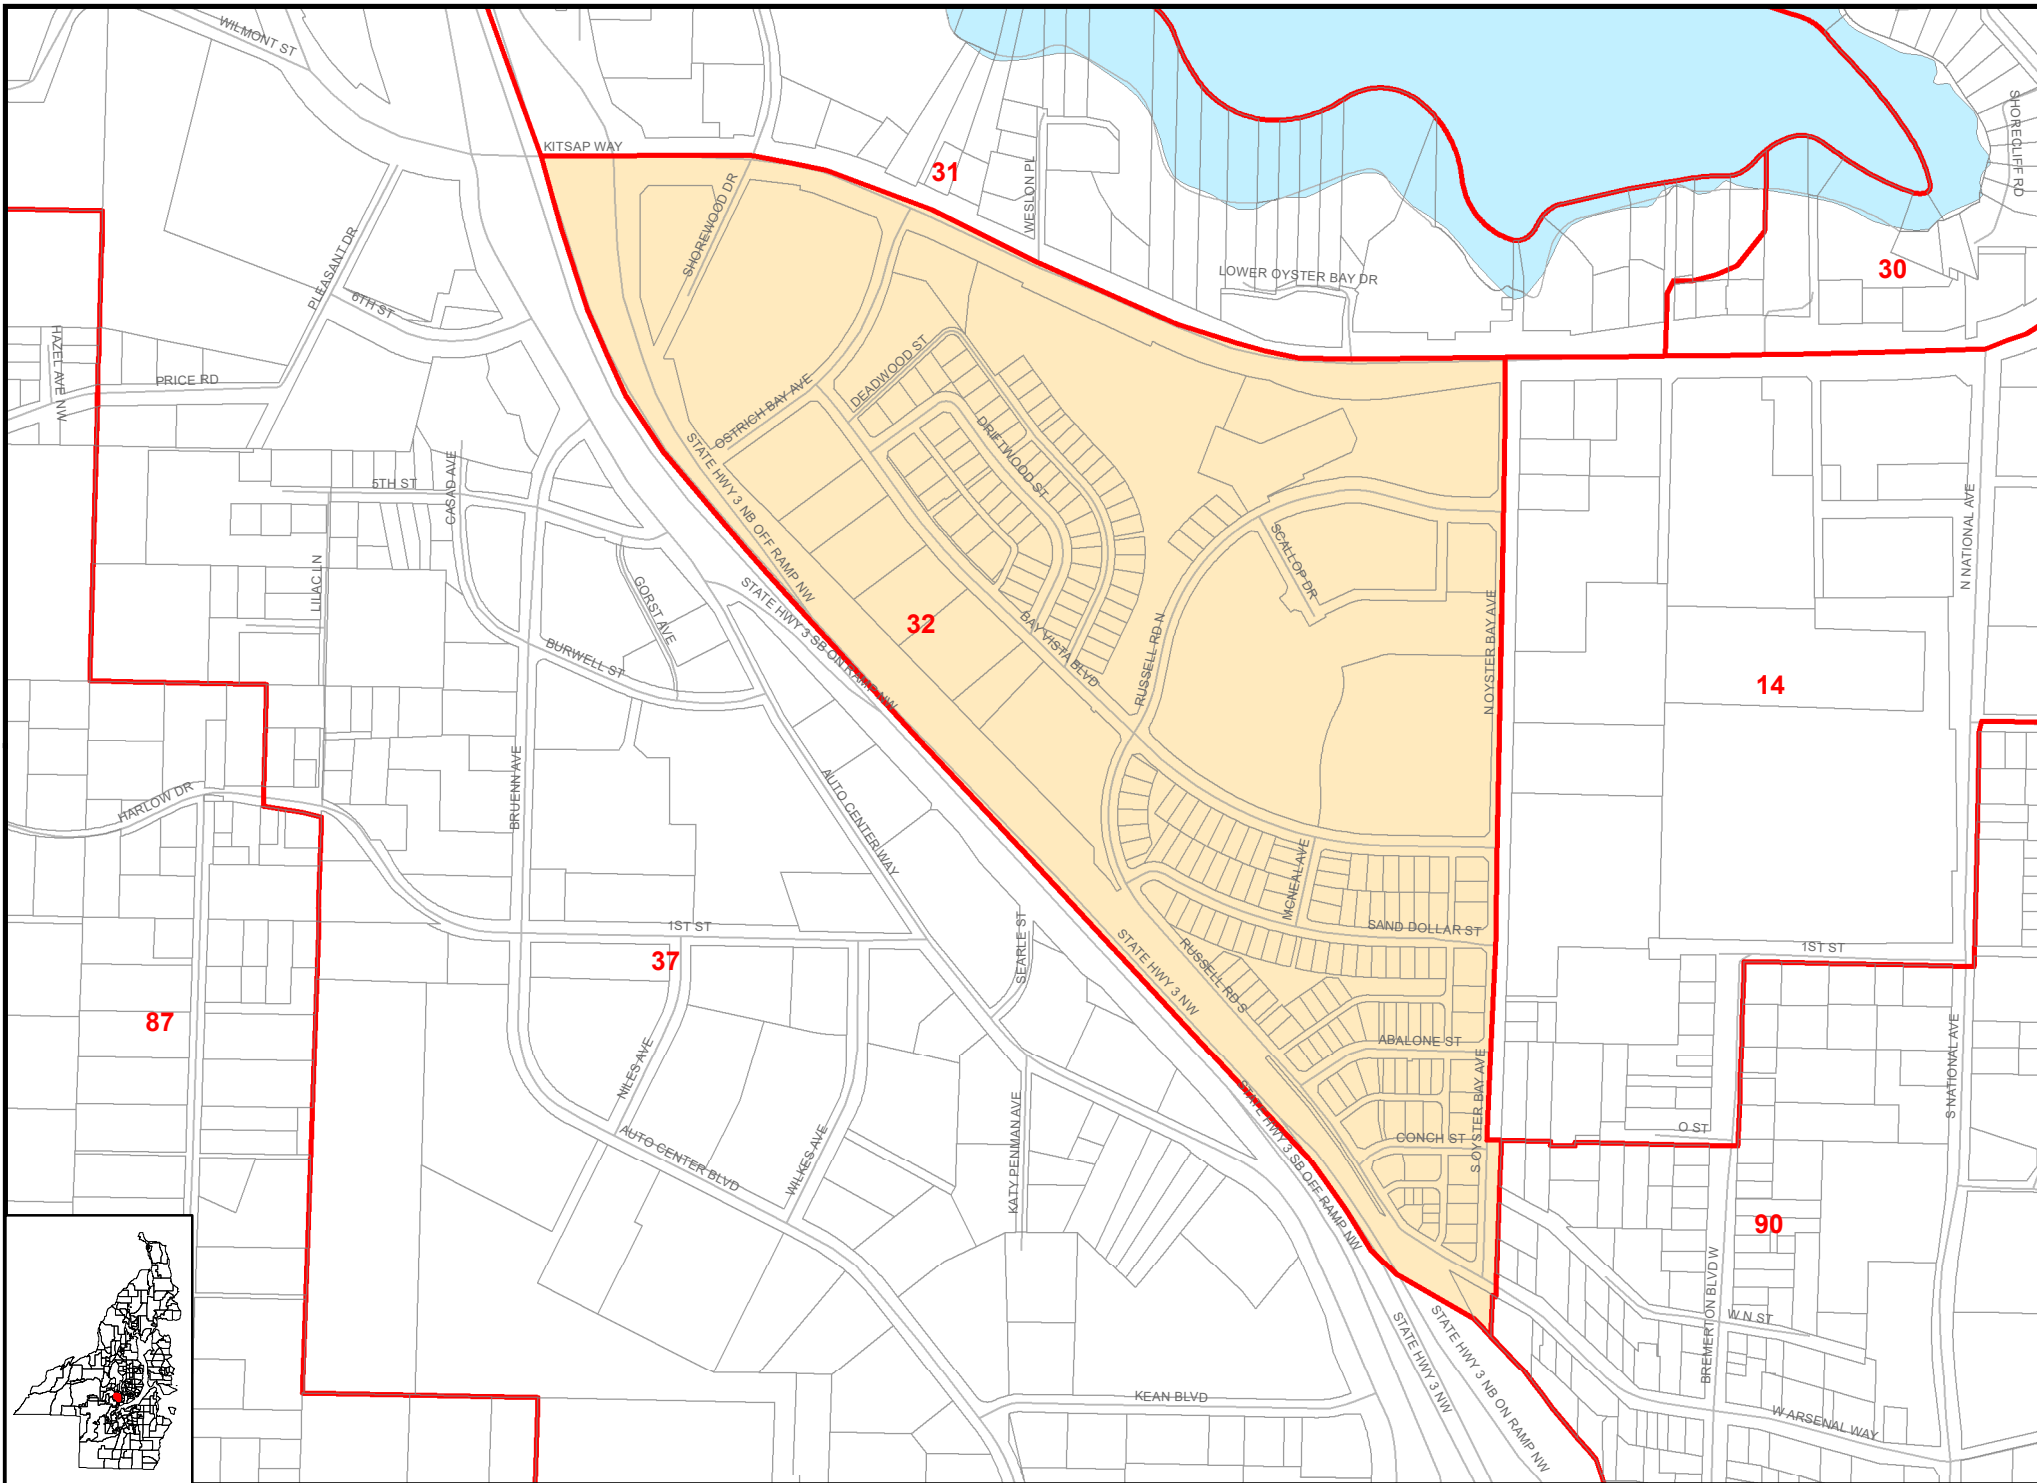 WILMONT ST
KITSAP WAY
31
WESLON PL
SHORECLIFF RD
SHOREWOOD DR
PLEASANT DR
6TH ST
LOWER OYSTER BAY DR
30
HAZEL AVE NW
PRICE RD
DEADWOOD ST
OSTRICH BAY AVE
DRIFTWOOD ST
STATE HWY 3 NB OFF RAMP NW
5TH ST
CASAD AVE
SCALLOP DR
N NATIONAL AVE
LILAC LN
GORST AVE
STATE HWY 3 SB ON RAMP NW
32
BAY VISTA BLVD
RUSSELL RD N
N OYSTER BAY AVE
BURWELL ST
14
BRUENN AVE
HARLOW DR
AUTO CENTER WAY
MCNEAL AVE
SAND DOLLAR ST
1ST ST
SEARLE ST
37
STATE HWY 3 NW
RUSSELL RD S
1ST ST
87
NILES AVE
ABALONE ST
S OYSTER BAY AVE
S NATIONAL AVE
AUTO CENTER BLVD
WILKES AVE
KATY PENMAN AVE
STATE HWY 3 SB OFF RAMP NW
CONCH ST
O ST
90
BREMERTON BLVD W
W N ST
STATE HWY 3 NW
STATE HWY 3 NB ON RAMP NW
KEAN BLVD
W ARSENAL WAY